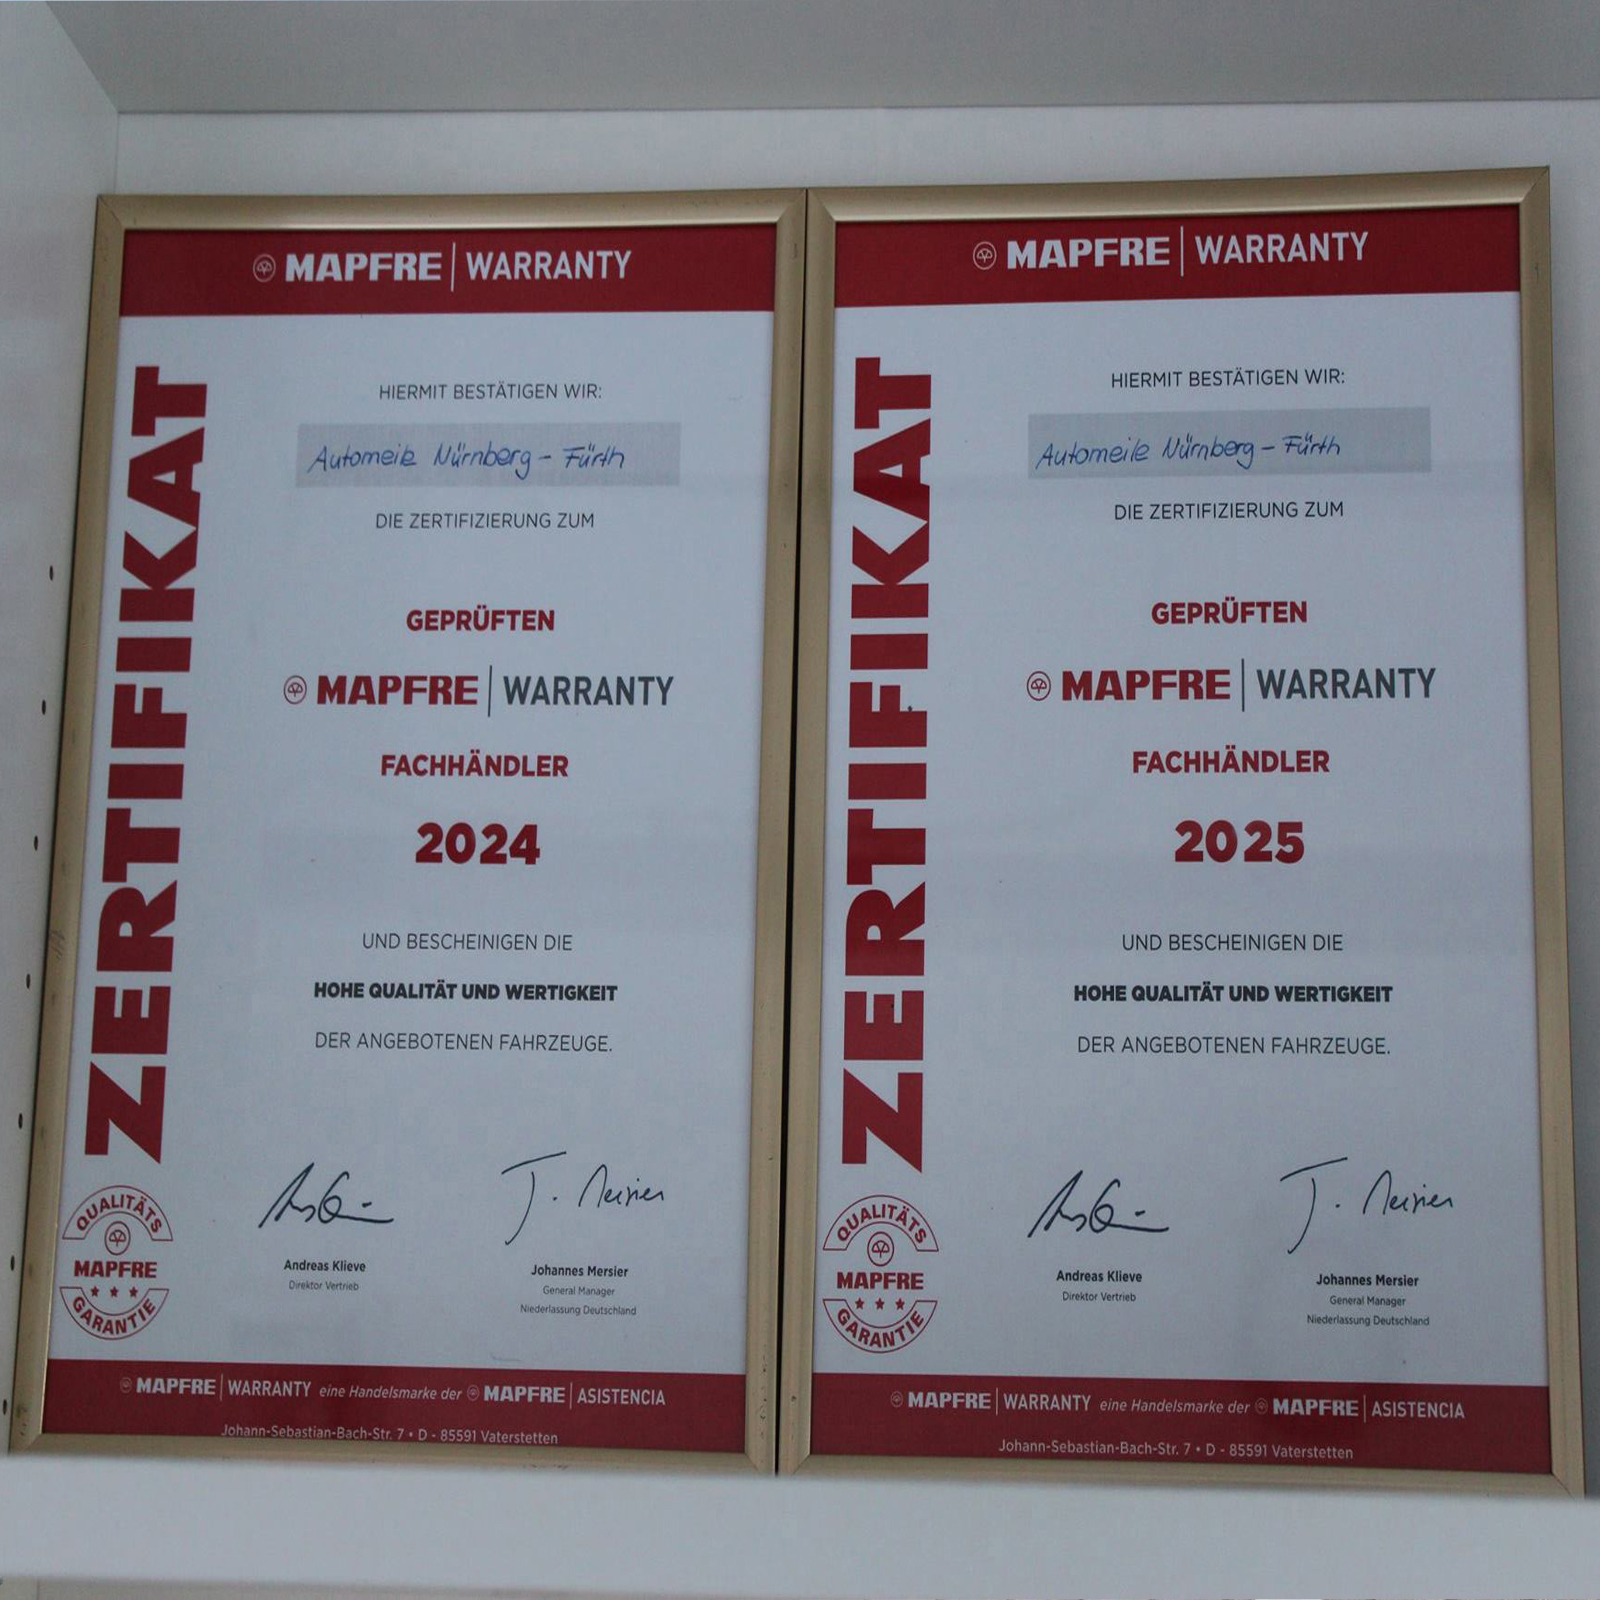 MAPFRE | WARRANTY
ZERTIFIKAT
HIERMIT BESTÄTIGEN WIR:
Automeile Nürnberg - Fürth
DIE ZERTIFIZIERUNG ZUM
GEPRÜFTEN
MAPFRE | WARRANTY
FACHHÄNDLER
2024
UND BESCHEINIGEN DIE
HOHE QUALITÄT UND WERTIGKEIT
DER ANGEBOTENEN FAHRZEUGE.
J. Mersier
Andreas Klieve
Direktor Vertrieb
Johannes Mersier
General Manager
Niederlassung Deutschland
QUALITÄTS
MAPFRE
GARANTIE
MAPFRE | WARRANTY eine Handelsmarke der MAPFRE | ASISTENCIA
Johann-Sebastian-Bach-Str. 7 • D - 85591 Vaterstetten
MAPFRE | WARRANTY
ZERTIFIKAT
HIERMIT BESTÄTIGEN WIR:
Automeile Nürnberg - Fürth
DIE ZERTIFIZIERUNG ZUM
GEPRÜFTEN
MAPFRE | WARRANTY
FACHHÄNDLER
2025
UND BESCHEINIGEN DIE
HOHE QUALITÄT UND WERTIGKEIT
DER ANGEBOTENEN FAHRZEUGE.
J. Mersier
Andreas Klieve
Direktor Vertrieb
Johannes Mersier
General Manager
Niederlassung Deutschland
QUALITÄTS
MAPFRE
GARANTIE
MAPFRE | WARRANTY eine Handelsmarke der MAPFRE | ASISTENCIA
Johann-Sebastian-Bach-Str. 7 • D - 85591 Vaterstetten